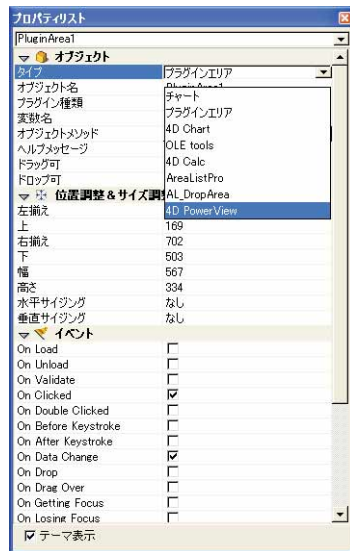 プロパティリスト
PluginArea1
オブジェクト
タイプ プラグインエリア
オブジェクト名
プラグイン種類 チャート
変数名 プラグインエリア
オブジェクトメソッド 4D Chart
ヘルプメッセージ OLE tools
ドラッグ可 4D Calc
ドロップ可 AreaListPro
位置調整 & サイズ調 AL_DropArea
左揃え 4D PowerView
上 169
右揃え 702
下 503
幅 567
高さ 334
水平サイジング なし
垂直サイジング なし
イベント
On Load
On Unload
On Validate
On Clicked
On Double Clicked
On Before Keystroke
On After Keystroke
On Data Change
On Drop
On Drag Over
On Getting Focus
On Losing Focus
テーマ表示